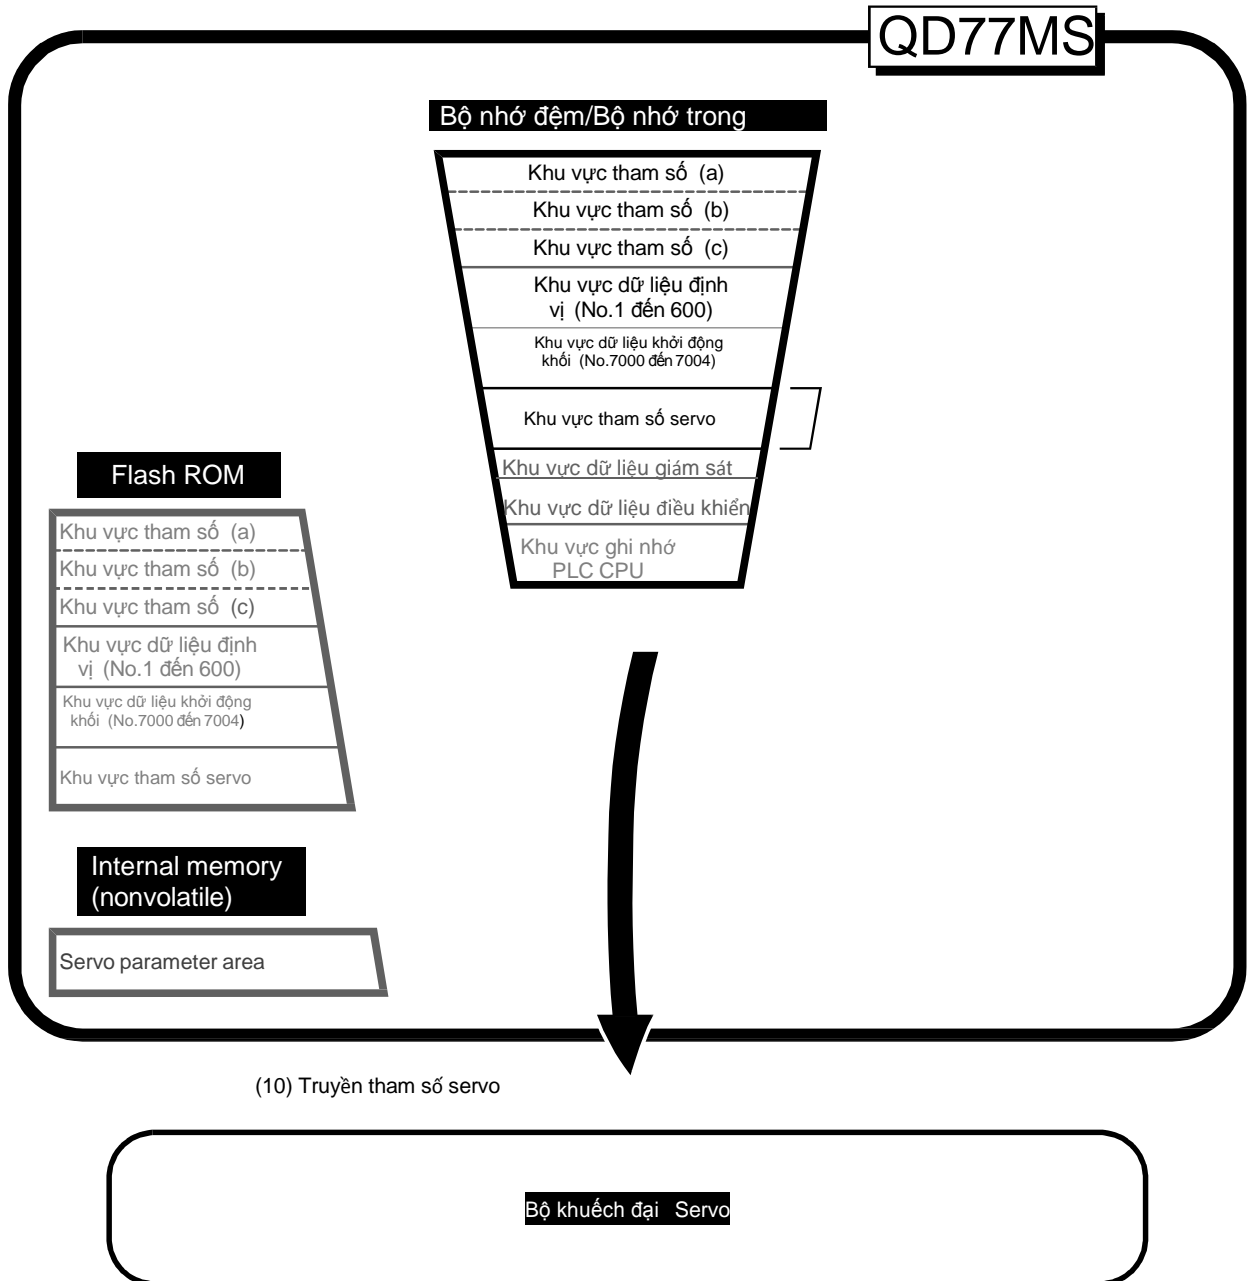 QD77MS
Bộ nhớ đệm/Bộ nhớ trong
Khu vực tham số (a)
Khu vực tham số (b)
Khu vực tham số (c)
Khu vực dữ liệu định
vị (No.1 đến 600)
Khu vực dữ liệu khởi động
khối (No.7000 đến 7004)
Khu vực tham số servo
Khu vực dữ liệu giám sát
Khu vực dữ liệu điều khiển
Khu vực ghi nhớ
PLC CPU
Flash ROM
Khu vực tham số (a)
Khu vực tham số (b)
Khu vực tham số (c)
Khu vực dữ liệu định
vị (No.1 đến 600)
Khu vực dữ liệu khởi động
khối (No.7000 đến 7004)
Khu vực tham số servo
Internal memory
(nonvolatile)
Servo parameter area
(10) Truyền tham số servo
Bộ khuếch đại Servo